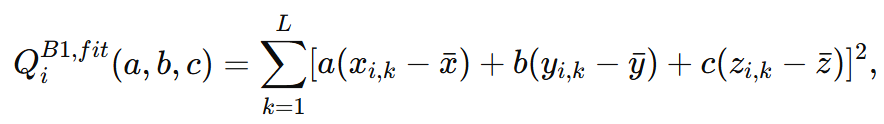 Q_i^{B1,fit}(a, b, c) = \sum_{k=1}^{L} [a(x_{i,k} − \bar{x}) + b(y_{i,k} − \bar{y}) + c(z_{i,k} − \bar{z})]^2,